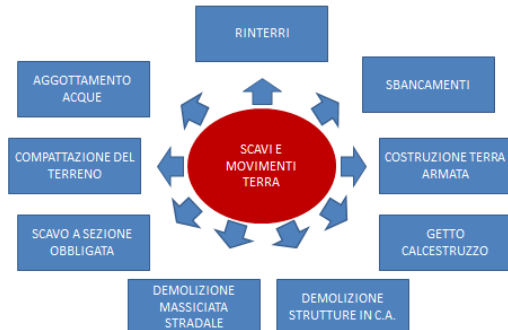 RINTERRI
AGGOTTAMENTO
ACQUE
SBANCAMENTI
SCAVI E
MOVIMENTI
TERRA
COMPATTAZIONE DEL
TERRENO
COSTRUZIONE TERRA
ARMATA
SCAVO A SEZIONE
OBBLIGATA
GETTO
CALCESTRUZZO
DEMOLIZIONE
MASSICIATA
STRADALE
DEMOLIZIONE
STRUTTURE IN C.A.